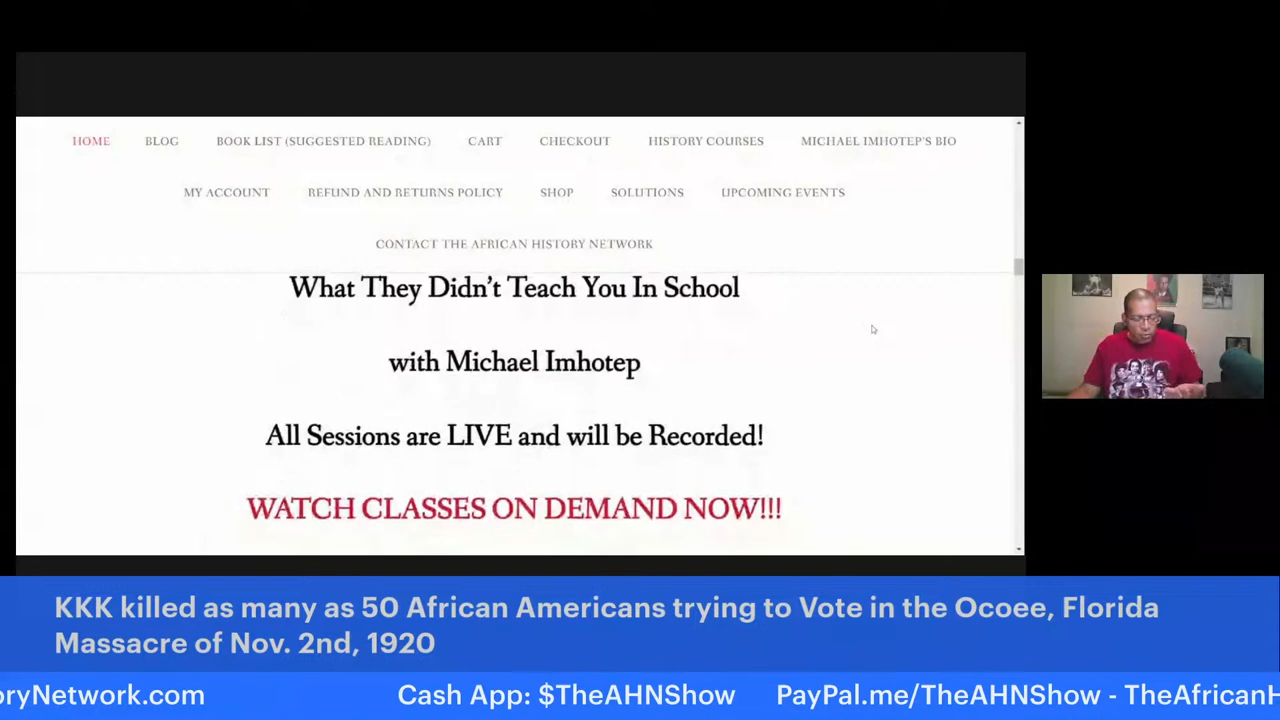 HOME BLOG BOOK LIST (SUGGESTED READING) CART CHECKOUT HISTORY COURSES MICHAEL IMHOTEP'S BIO
MY ACCOUNT REFUND AND RETURNS POLICY SHOP SOLUTIONS UPCOMING EVENTS
CONTACT THE AFRICAN HISTORY NETWORK
What They Didn't Teach You In School
with Michael Imhotep
All Sessions are LIVE and will be Recorded!
WATCH CLASSES ON DEMAND NOW!!!
KKK killed as many as 50 African Americans trying to Vote in the Ocoee, Florida
Massacre of Nov. 2nd, 1920
oryNetwork.com Cash App: $TheAHNShow PayPal.me/TheAHNShow - TheAfricanH